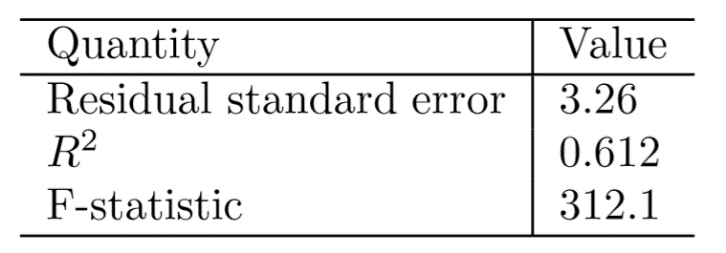 Quantity Value
Residual standard error 3.26
R² 0.612
F-statistic 312.1